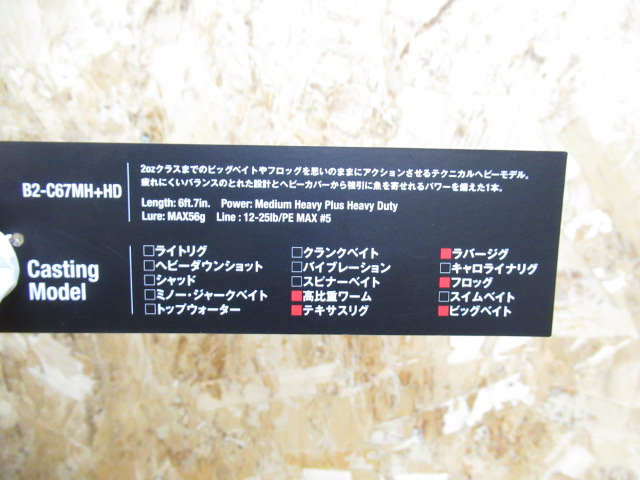 B2-C67MH+HD
2ozクラスまでのビッグベイトやフロッグを思いのままにアクションさせるテクニカルヘビーモデル。
疲れにくいバランスのとれた設計とヘビーカバーから強引に魚を寄せれるパワーを備えた1本。
Length: 6ft.7in. Power: Medium Heavy Plus Heavy Duty
Lure: MAX56g Line : 12-25lb/PE MAX #5
Casting
Model
□ライトリグ
□ヘビーダウンショット
□シャッド
□ミノー・ジャークベイト
□トップウォーター
□クランクベイト
□バイブレーション
□スピナーベイト
■高比重ワーム
■テキサスリグ
■ラバージグ
□キャロライナリグ
■フロッグ
□スイムベイト
■ビッグベイト